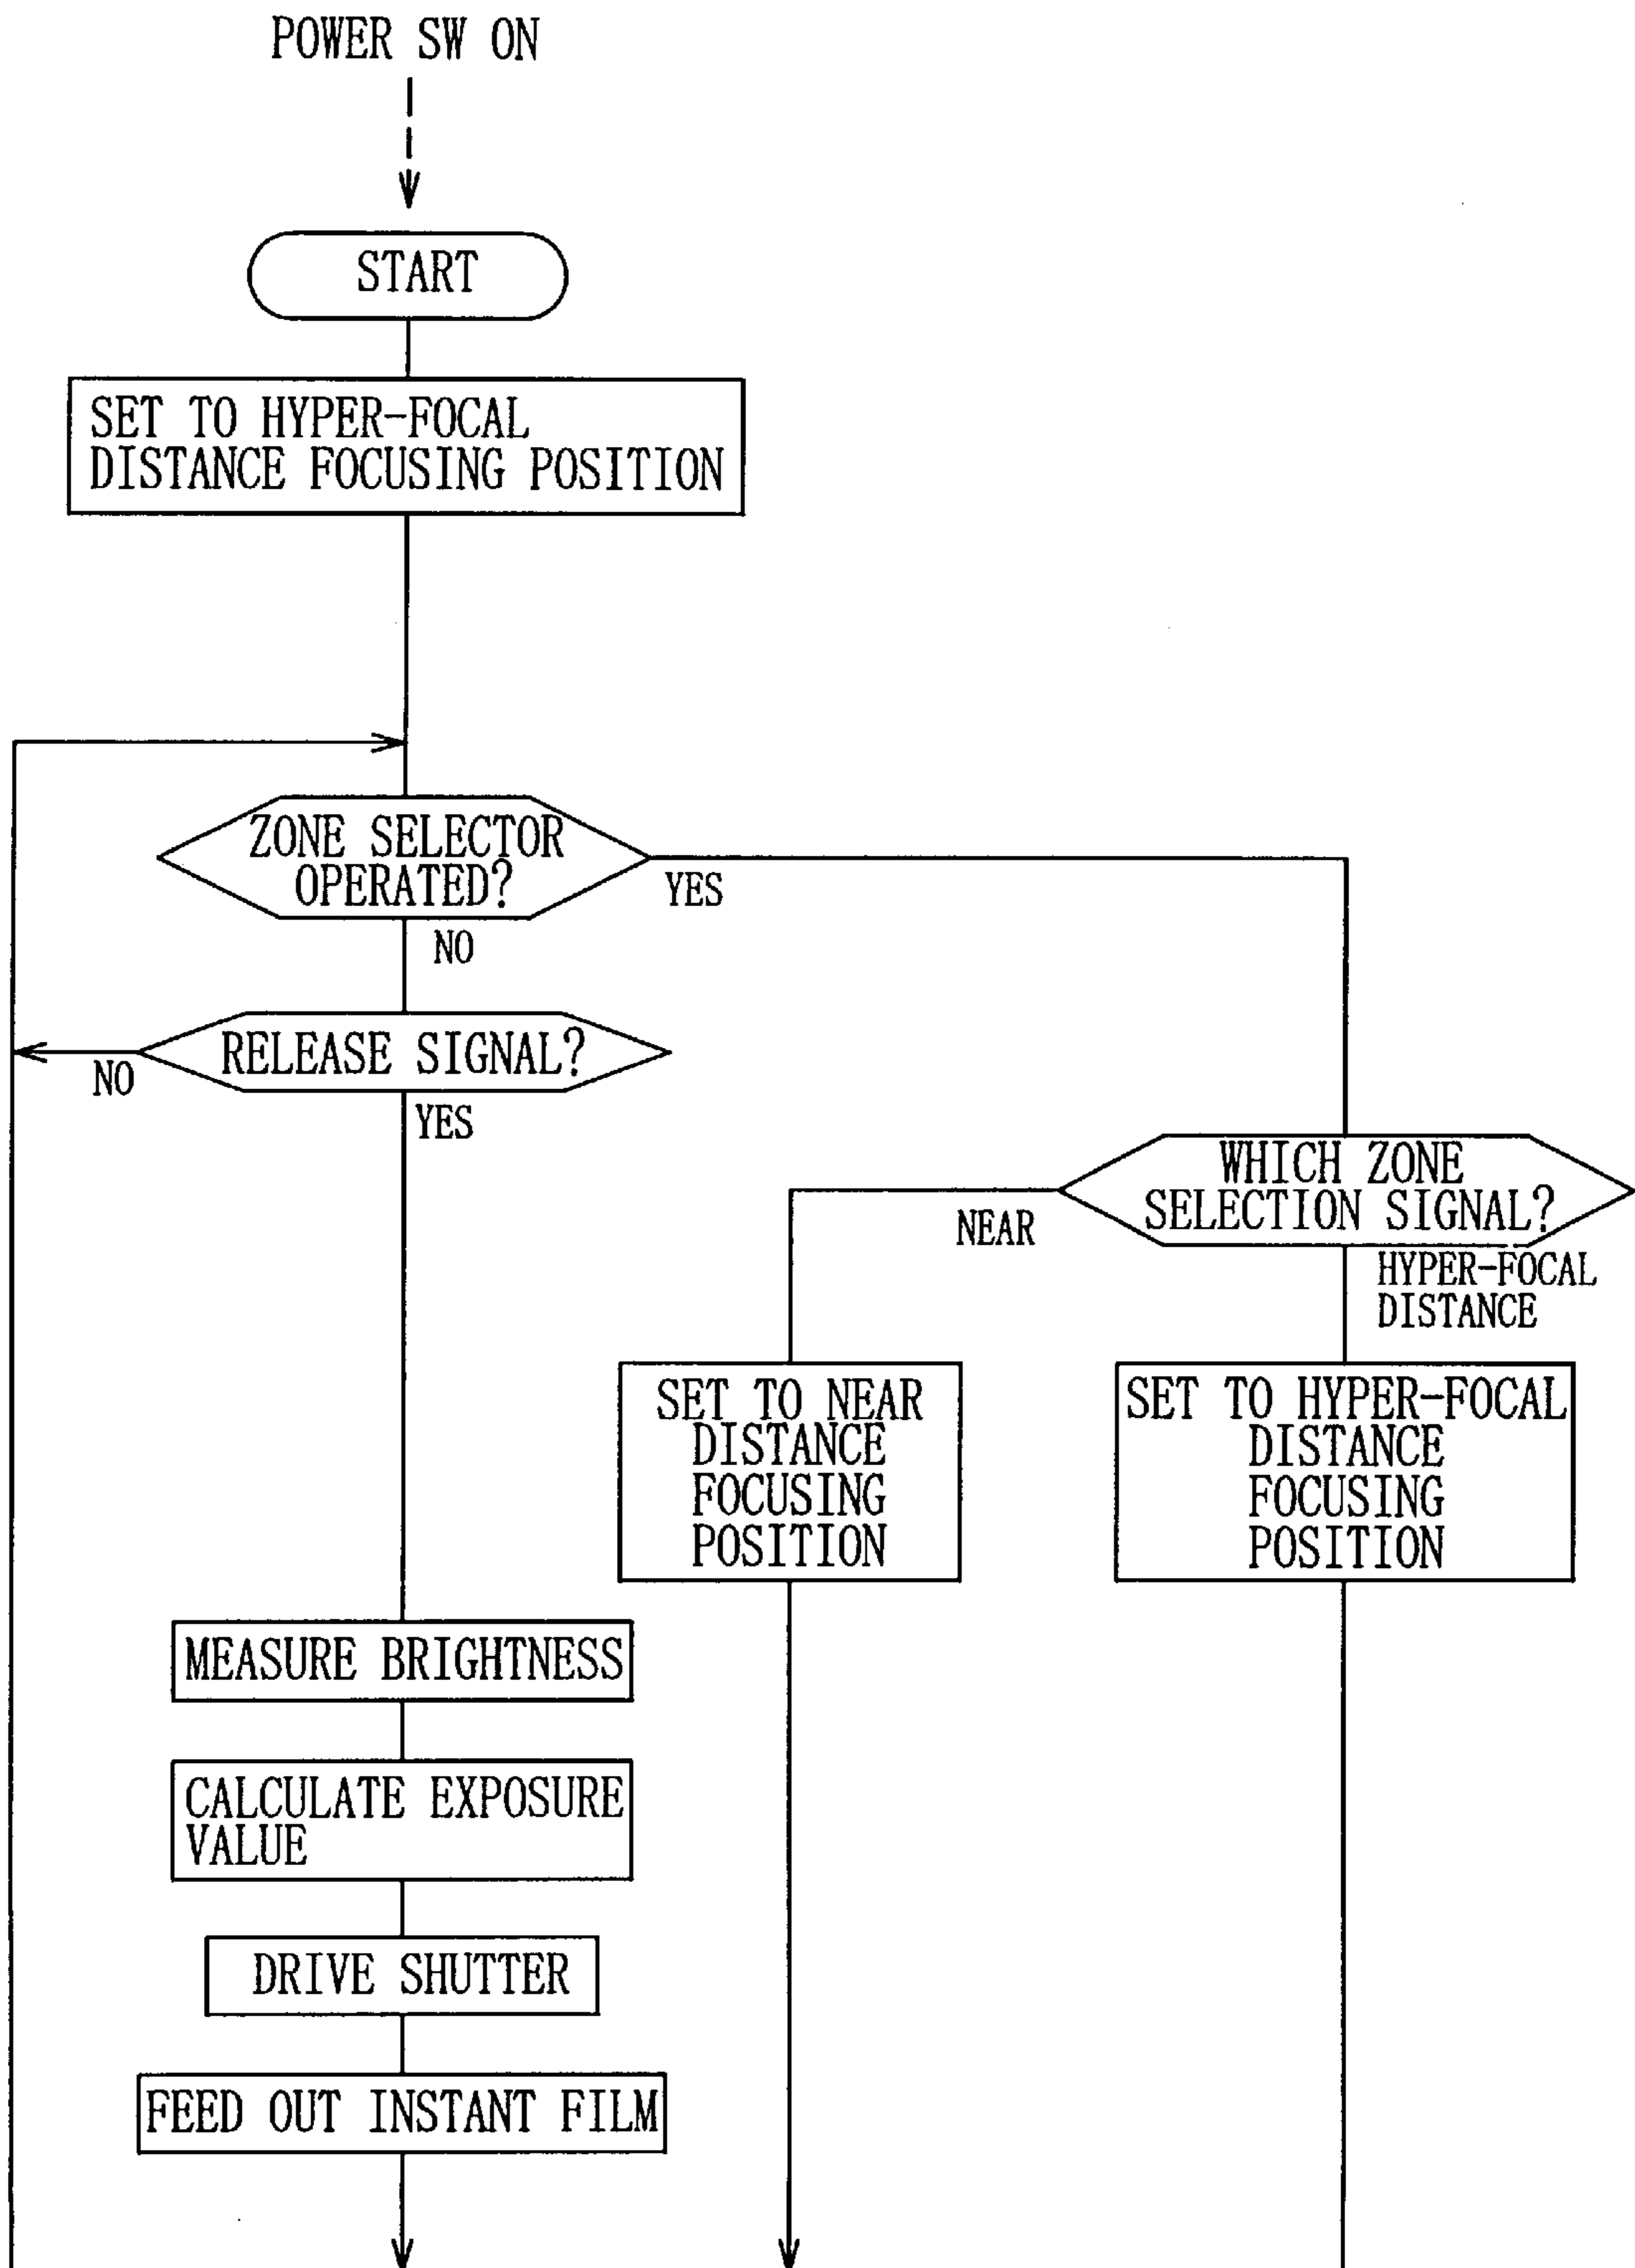 POWER SW ON
START
SET TO HYPER-FOCAL
DISTANCE FOCUSING POSITION
ZONE SELECTOR
OPERATED?
YES
NO
RELEASE SIGNAL?
NO
YES
WHICH ZONE
SELECTION SIGNAL?
NEAR
HYPER-FOCAL
DISTANCE
SET TO NEAR
DISTANCE
FOCUSING
POSITION
SET TO HYPER-FOCAL
DISTANCE
FOCUSING
POSITION
MEASURE BRIGHTNESS
CALCULATE EXPOSURE
VALUE
DRIVE SHUTTER
FEED OUT INSTANT FILM